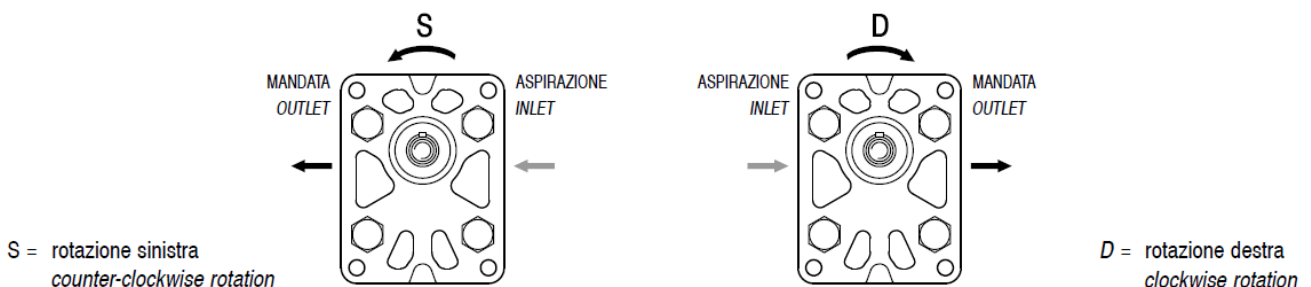 S
D
MANDATA
OUTLET
ASPIRAZIONE
INLET
ASPIRAZIONE
INLET
MANDATA
OUTLET
S = rotazione sinistra
counter-clockwise rotation
D = rotazione destra
clockwise rotation